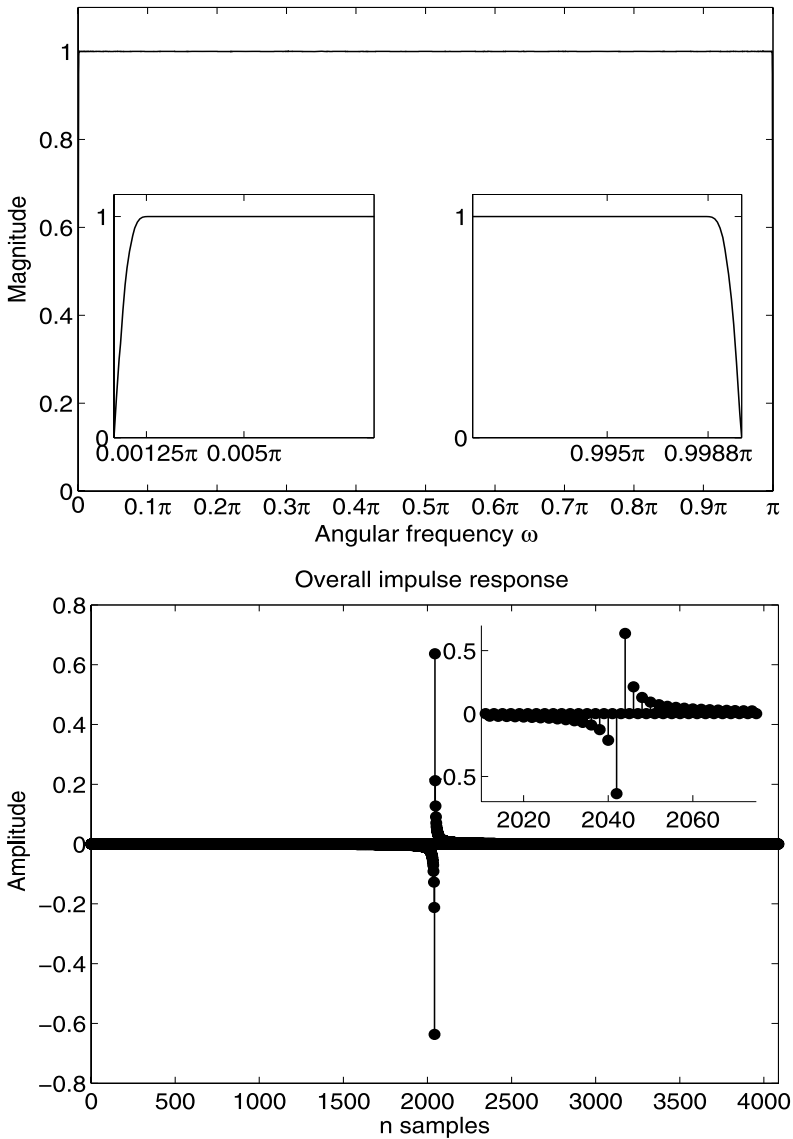 1
0.8
0.6
0.4
0.2
0
Magnitude
1
0
0.00125π 0.005π
1
0
0.995π 0.9988π
0 0.1π 0.2π 0.3π 0.4π 0.5π 0.6π 0.7π 0.8π 0.9π π
Angular frequency ω
Overall impulse response
0.8
0.6
0.4
0.2
0
−0.2
−0.4
−0.6
−0.8
Amplitude
0.5
0
0.5
2020 2040 2060
0 500 1000 1500 2000 2500 3000 3500 4000
n samples